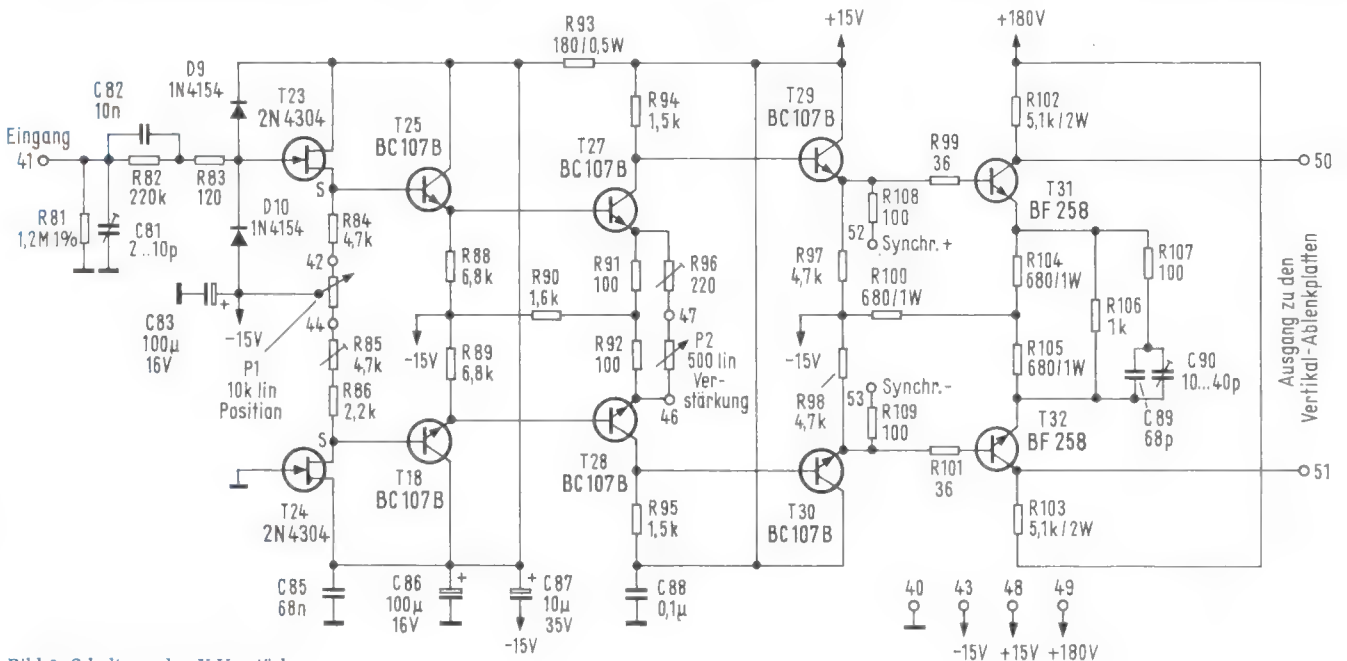 +15V
+180V
R93
180/0,5W
D9
1N4154
C82
10n
T23
2N4304
R94
1,5k
T29
BC107B
R102
5,1k/2W
Eingang
41
T25
BC107B
T27
BC107B
R99
36
50
R82
220k
R83
120
S
T31
BF 258
R81
1,2M 1%
C81
2...10p
D10
1N4154
R84
4,7k
42
R108
100
52
Synchr.+
R107
100
R88
6,8k
R90
1,6k
R91
100
R96
220
R97
4,7k
R100
680/1W
R104
680/1W
R106
1k
C83
100µ
16V
+
-15V
44
47
-15V
-15V
P1
10k lin
Position
R85
4,7k
R89
6,8k
R92
100
P2
500 lin
Ver-
stärkung
46
R98
4,7k
53
Synchr.-
R109
100
R105
680/1W
C90
10...40p
C89
68p
R86
2,2k
Ausgang zu den
Vertikal-Ablenkplatten
S
T32
BF 258
T24
2N4304
T18
BC107B
T28
BC107B
R95
1,5k
T30
BC107B
R101
36
51
R103
5,1k/2W
C85
68n
C86
100µ
16V
+
C87
10µ
35V
+
-15V
C88
0,1µ
40
43
48
49
-15V
+15V
+180V